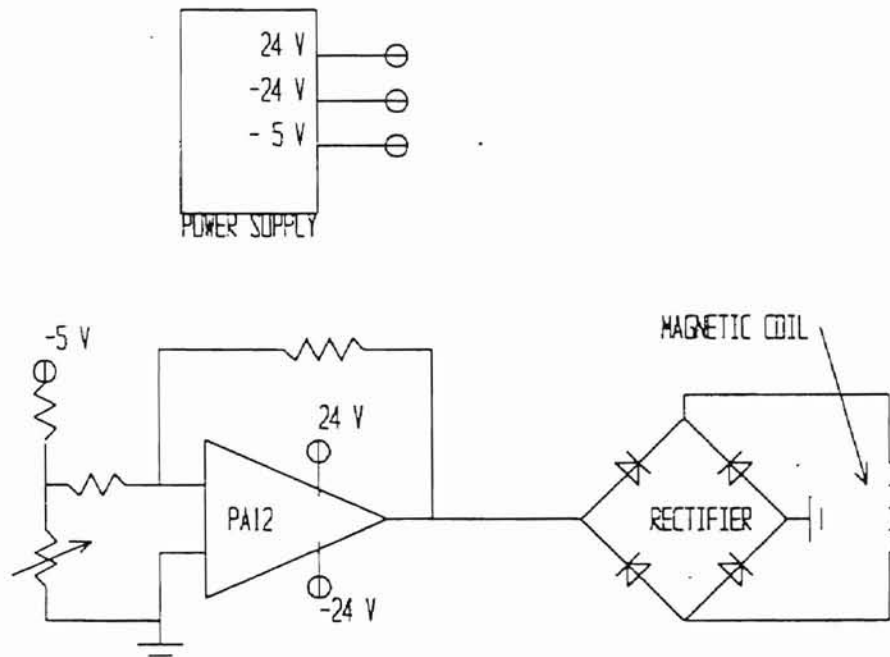 24 V
-24 V
- 5 V
POWER SUPPLY
MAGNETIC COIL
-5 V
24 V
PA12
RECTIFIER
-24 V